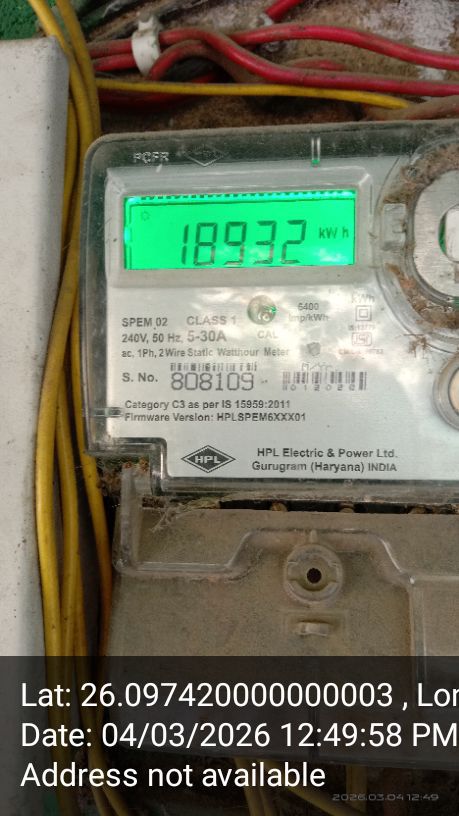 18932 kWh
6400
SPEM 02 CLASS 1 imp/kWh
240V, 50 Hz, 5-30A CAL
ac, 1Ph, 2 Wire Static Watthour Meter
S. No. 808109
Category C3 as per IS 15959:2011
Firmware Version: HPLSPEM6XXX01
HPL
HPL Electric & Power Ltd.
Gurugram (Haryana) INDIA
Lat: 26.097420000000003 , Lon
Date: 04/03/2026 12:49:58 PM
Address not available
2026.03.04 12:49